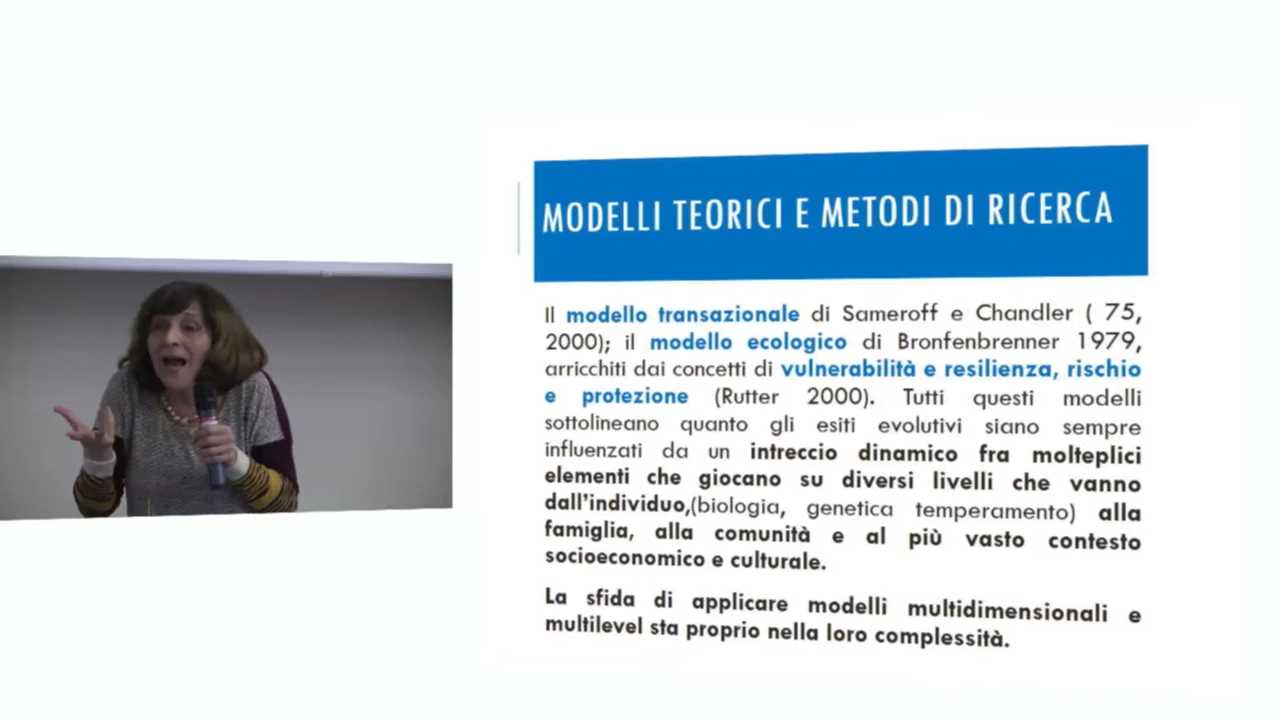 MODELLI TEORICI E METODI DI RICERCA
Il modello transazionale di Sameroff e Chandler ( 75,
2000); il modello ecologico di Bronfenbrenner 1979,
arricchiti dai concetti di vulnerabilità e resilienza, rischio
e protezione (Rutter 2000). Tutti questi modelli
sottolineano quanto gli esiti evolutivi siano sempre
influenzati da un intreccio dinamico fra molteplici
elementi che giocano su diversi livelli che vanno
dall'individuo,(biologia, genetica temperamento) alla
famiglia, alla comunità e al più vasto contesto
socioeconomico e culturale.
La sfida di applicare modelli multidimensionali e
multilevel sta proprio nella loro complessità.